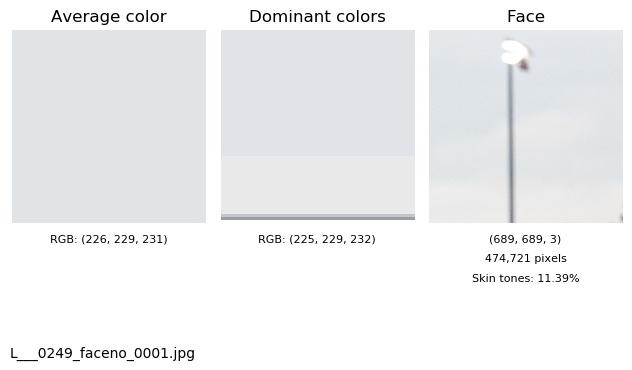 Average color
Dominant colors
Face
RGB: (226, 229, 231)
RGB: (225, 229, 232)
(689, 689, 3)
474,721 pixels
Skin tones: 11.39%
L___0249_faceno_0001.jpg